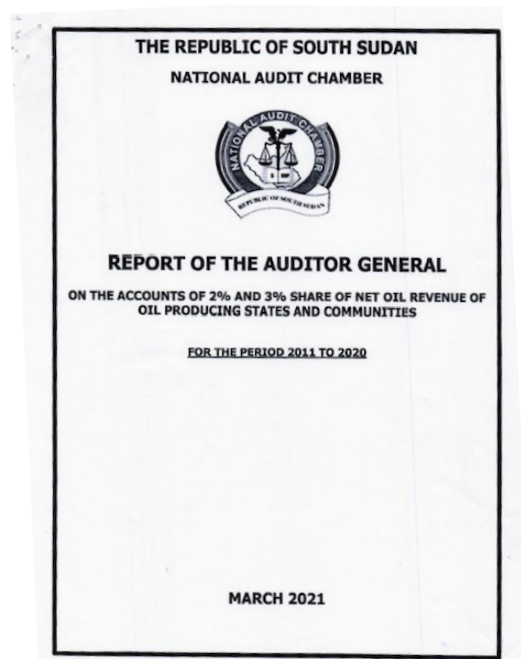 THE REPUBLIC OF SOUTH SUDAN
NATIONAL AUDIT CHAMBER
NATIONAL AUDIT CHAMBER
REPUBLIC OF SOUTH SUDAN
REPORT OF THE AUDITOR GENERAL
ON THE ACCOUNTS OF 2% AND 3% SHARE OF NET OIL REVENUE OF
OIL PRODUCING STATES AND COMMUNITIES
FOR THE PERIOD 2011 TO 2020
MARCH 2021